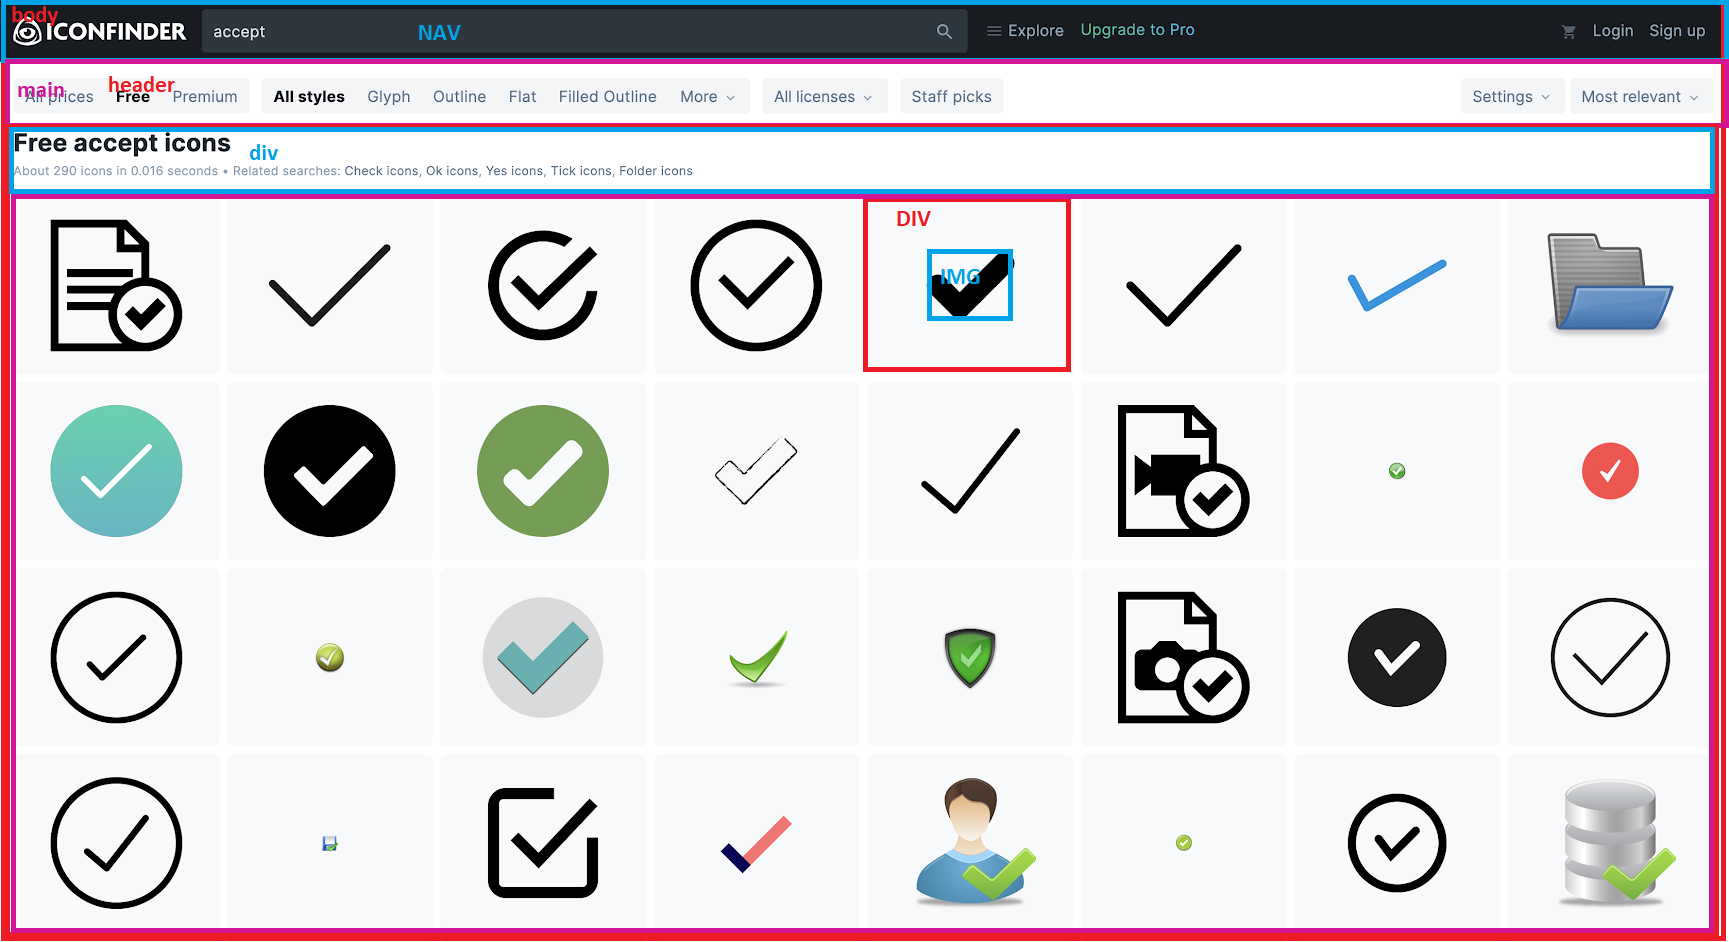 body
ICONFINDER accept NAV Explore Upgrade to Pro Login Sign up
main header
All prices Free Premium All styles Glyph Outline Flat Filled Outline More All licenses Staff picks Settings Most relevant
Free accept icons
div
About 290 icons in 0.016 seconds • Related searches: Check icons, Ok icons, Yes icons, Tick icons, Folder icons
DIV
IMG